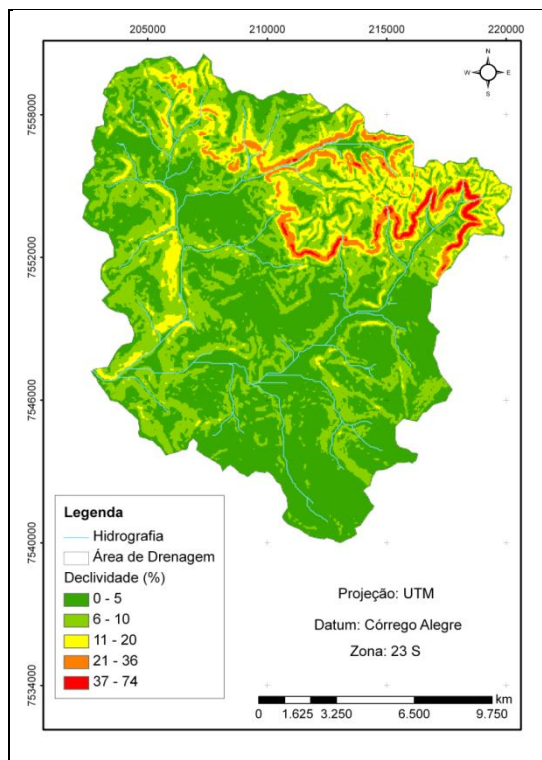 205000 210000 215000 220000
N
W E
S
7558000
7552000
7546000
7540000
7534000
Legenda
Hidrografia
Área de Drenagem
Declividade (%)
0 - 5
6 - 10
11 - 20
21 - 36
37 - 74
Projeção: UTM
Datum: Córrego Alegre
Zona: 23 S
km
0 1.625 3.250 6.500 9.750